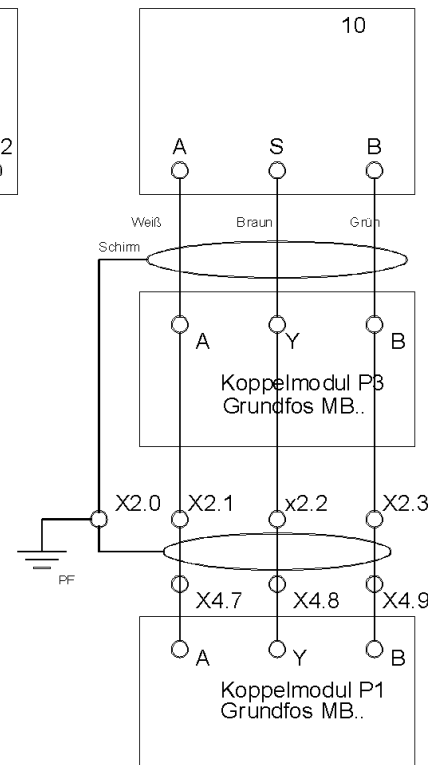 10
2
A S B
Weiß Braun Grün
Schirm
A Y B
Koppelmodul P3
Grundfos MB..
X2.0 X2.1 x2.2 X2.3
PF
X4.7 X4.8 X4.9
A Y B
Koppelmodul P1
Grundfos MB..